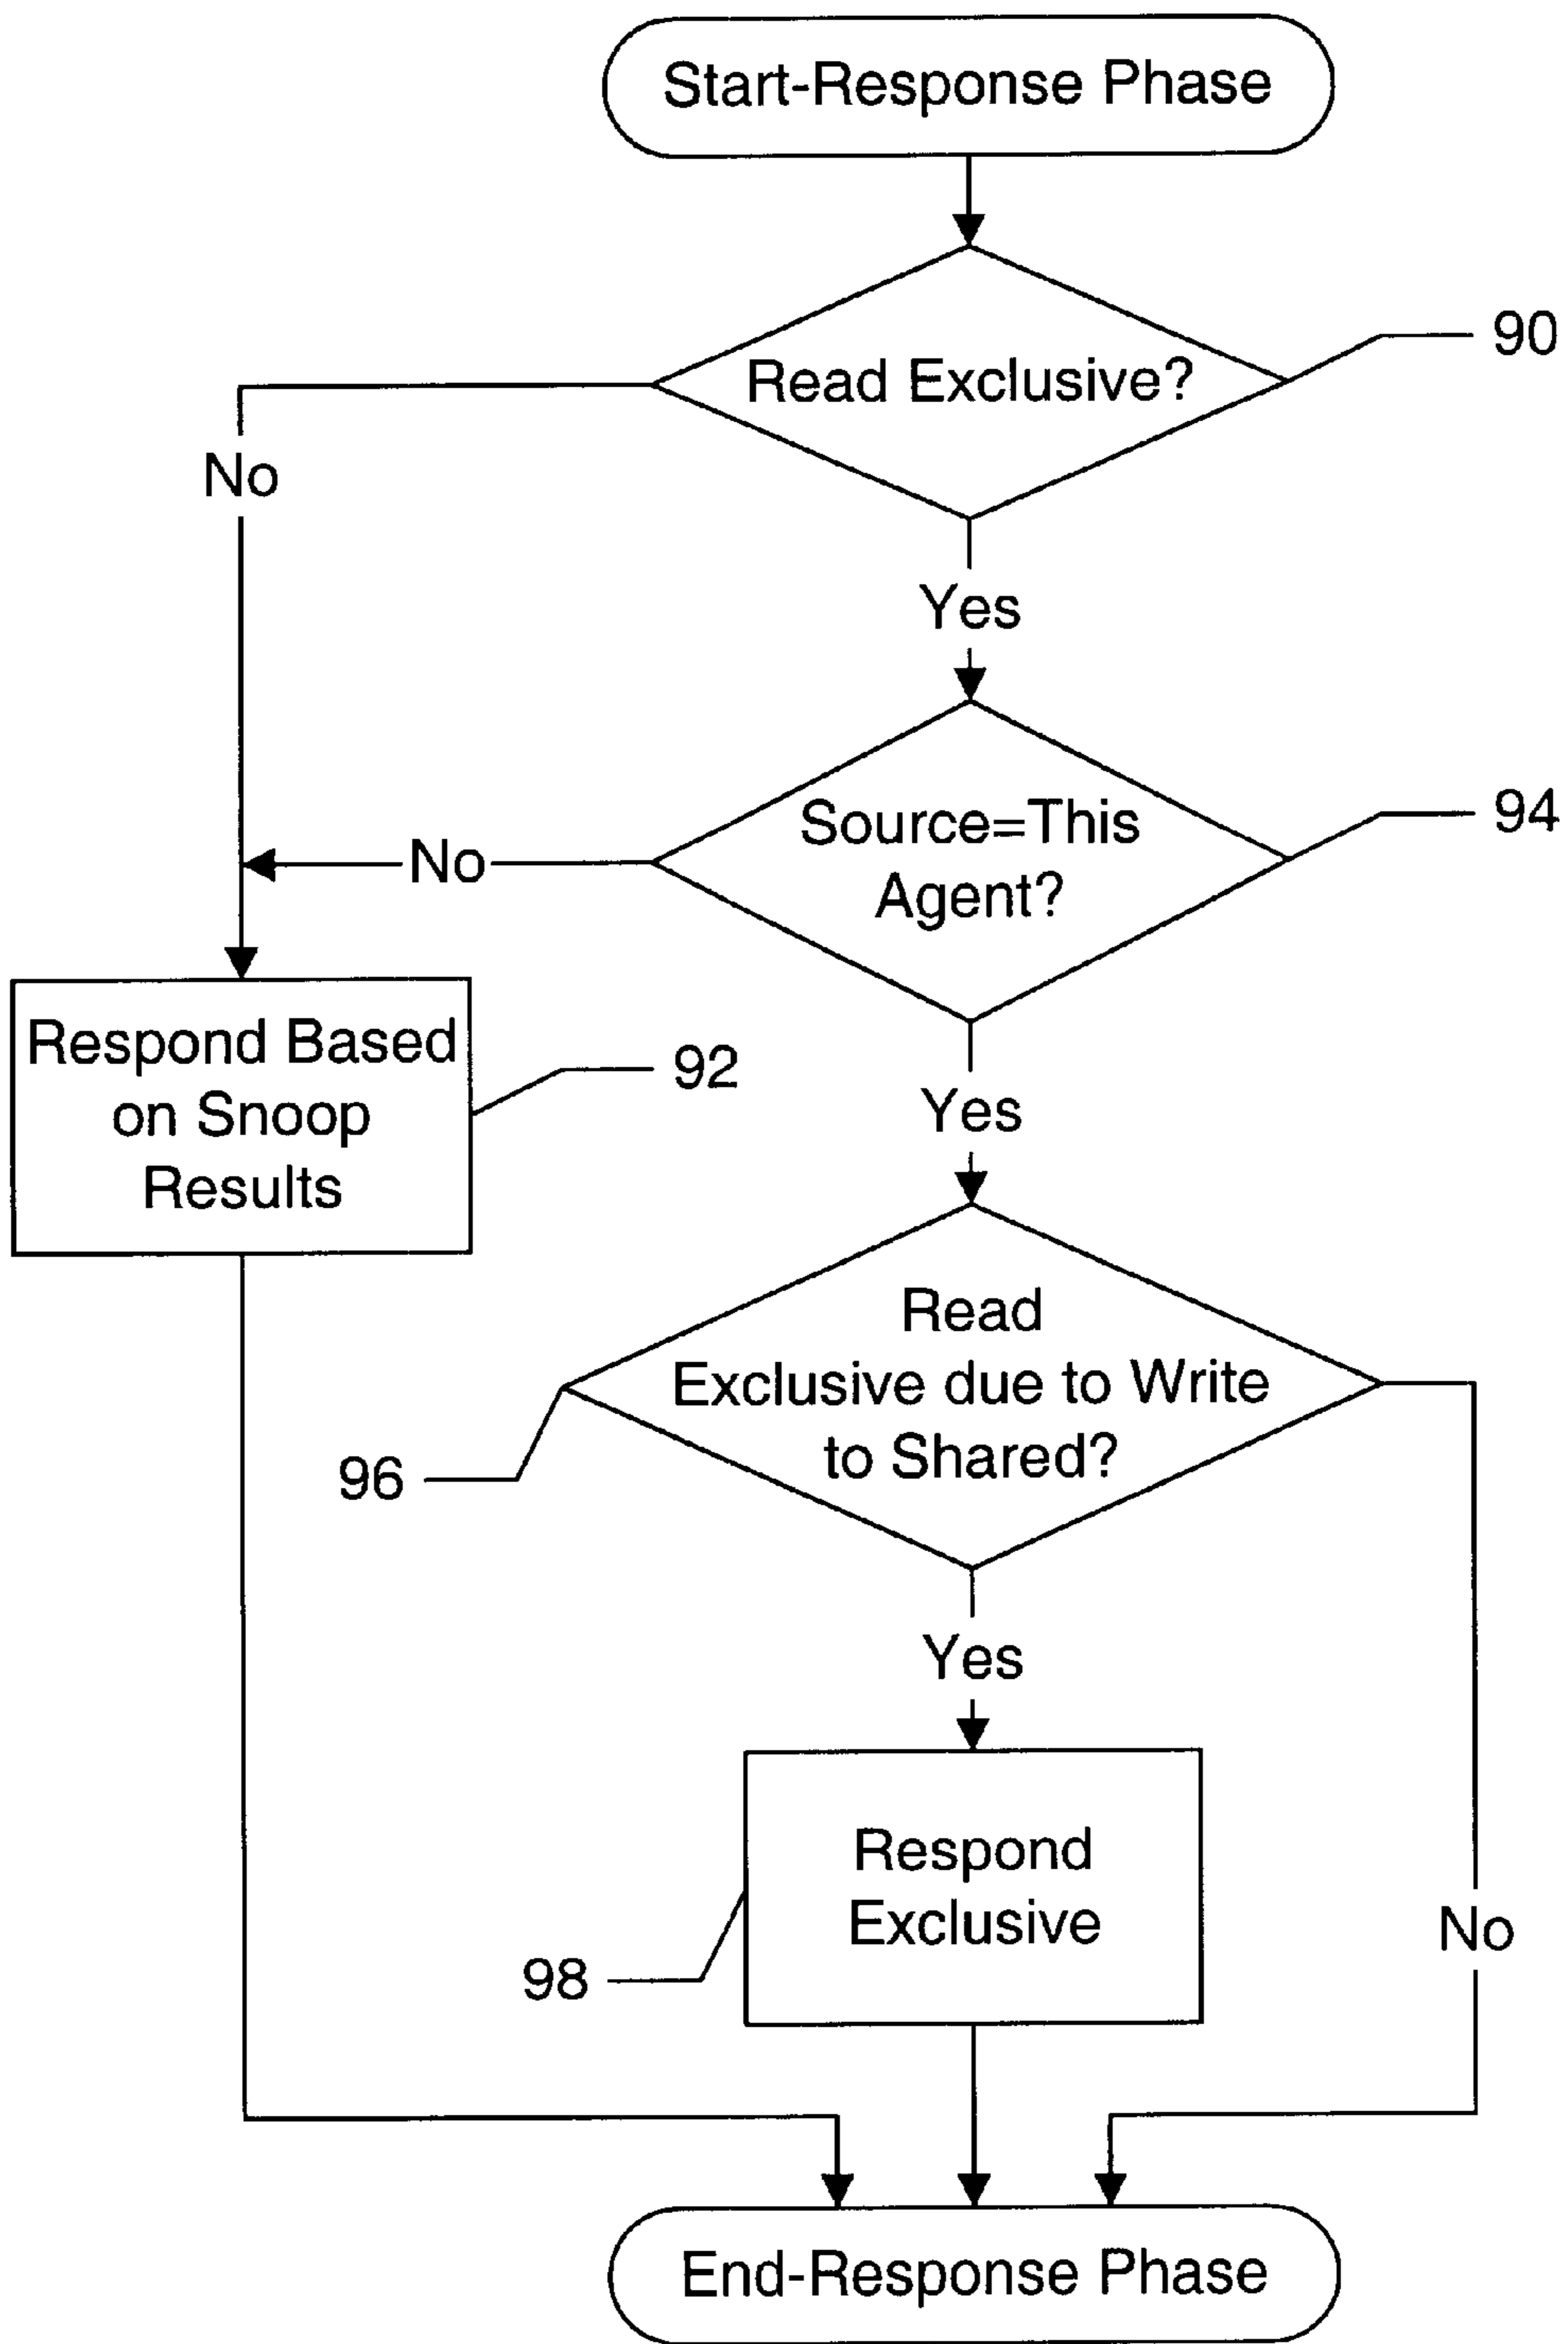 Start-Response Phase
90
Read Exclusive?
No
Yes
94
Source=This
Agent?
No
Respond Based
on Snoop
Results
92
Yes
Read
Exclusive due to Write
to Shared?
96
Yes
Respond
Exclusive
No
98
End-Response Phase